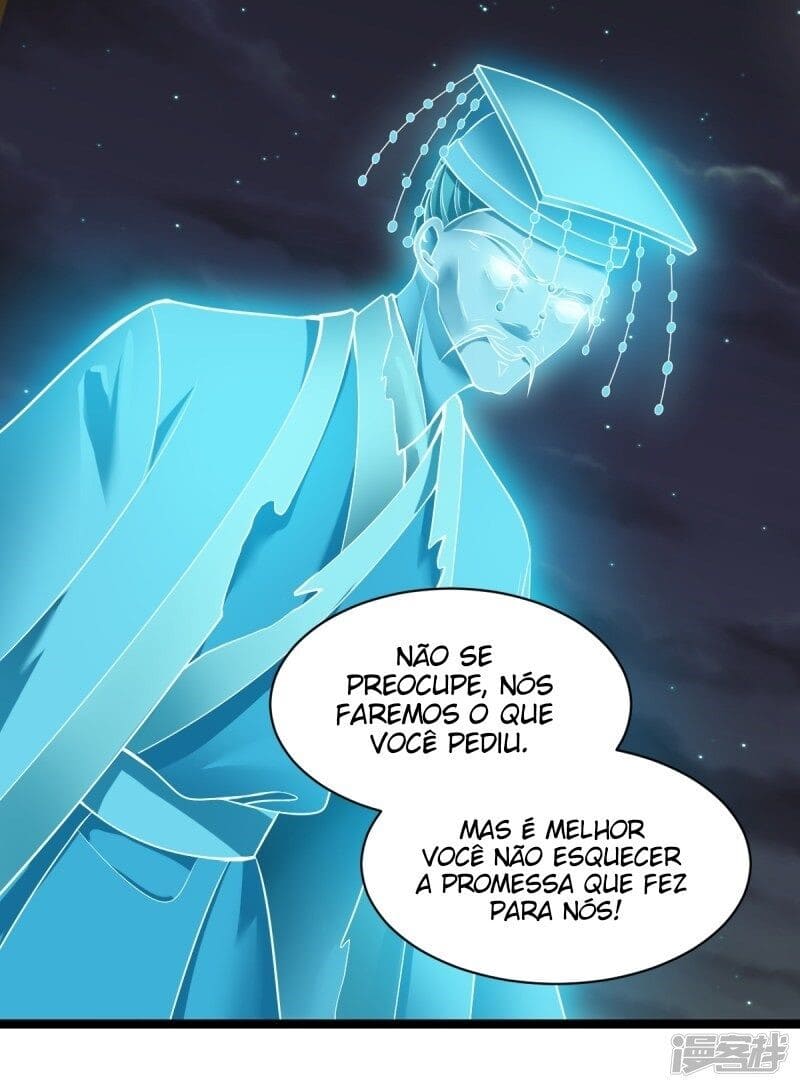 NÃO SE
PREOCUPE, NÓS
FAREMOS O QUE
VOCÊ PEDIU.
MAS É MELHOR
VOCÊ NÃO ESQUECER
A PROMESSA QUE FEZ
PARA NÓS!
漫客栈